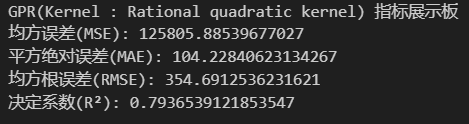 GPR(Kernel : Rational quadratic kernel) 指标展示板
均方误差(MSE): 125805.88539677027
平方绝对误差(MAE): 104.22840623134267
均方根误差(RMSE): 354.6912536231621
决定系数(R²): 0.7936539121853547